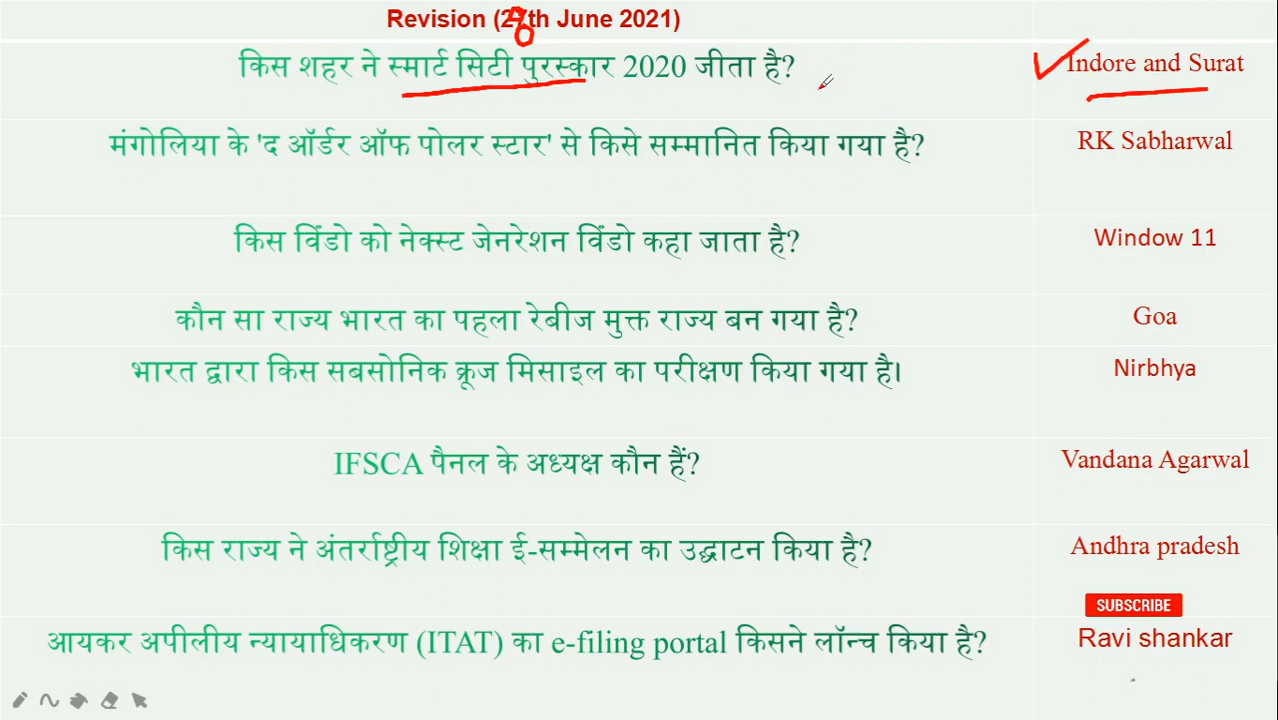 Revision (27th June 2021)
8
किस शहर ने स्मार्ट सिटी पुरस्कार 2020 जीता है? Indore and Surat
मंगोलिया के 'द ऑर्डर ऑफ पोलर स्टार' से किसे सम्मानित किया गया है? RK Sabharwal
किस विंडो को नेक्स्ट जेनरेशन विंडो कहा जाता है? Window 11
कौन सा राज्य भारत का पहला रेबीज मुक्त राज्य बन गया है? Goa
भारत द्वारा किस सबसोनिक क्रूज मिसाइल का परीक्षण किया गया है। Nirbhya
IFSCA पैनल के अध्यक्ष कौन हैं? Vandana Agarwal
किस राज्य ने अंतर्राष्ट्रीय शिक्षा ई-सम्मेलन का उद्घाटन किया है? Andhra pradesh
SUBSCRIBE
आयकर अपीलीय न्यायाधिकरण (ITAT) का e-filing portal किसने लॉन्च किया है? Ravi shankar